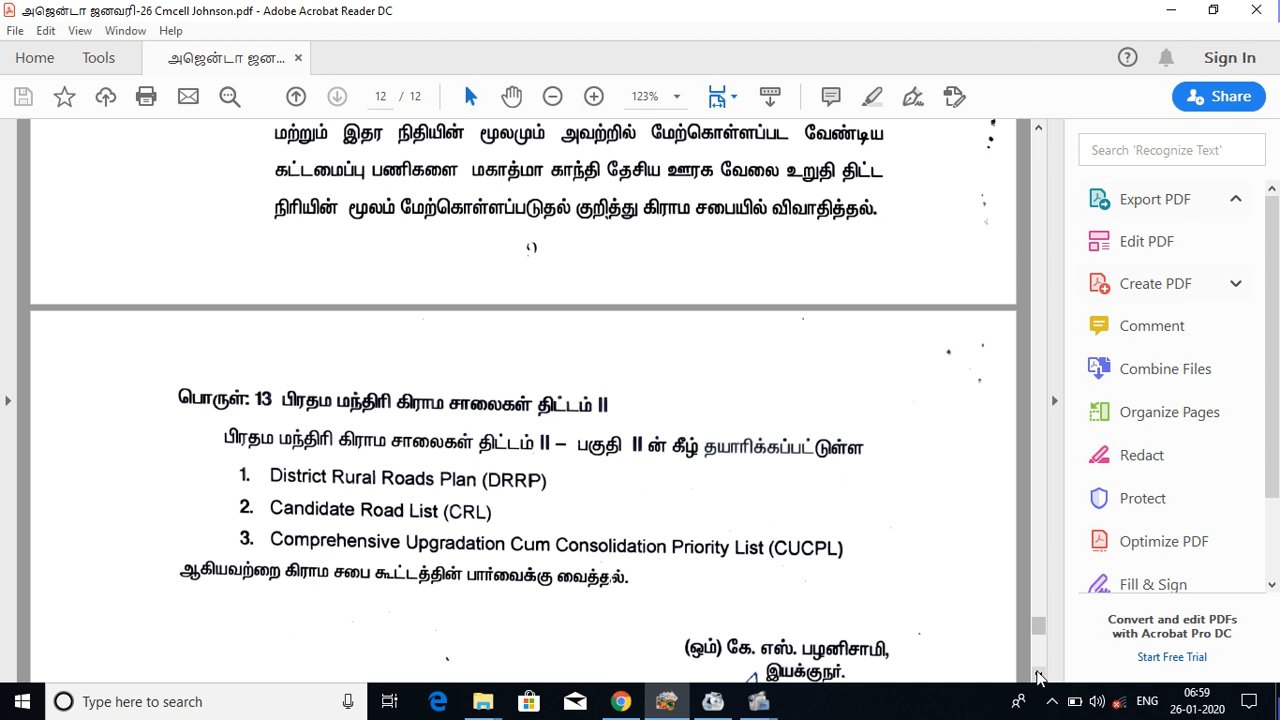 அஜென்டா ஜனவரி-26 Cmcell Johnson.pdf - Adobe Acrobat Reader DC
File Edit View Window Help
Home Tools அஜென்டா ஜன... × Sign In
12 / 12 123% Share
மற்றும் இதர நிதியின் மூலமும் அவற்றில் மேற்கொள்ளப்பட வேண்டிய
கட்டமைப்பு பணிகளை மகாத்மா காந்தி தேசிய ஊரக வேலை உறுதி திட்ட
நிரியின் மூலம் மேற்கொள்ளப்படுதல் குறித்து கிராம சபையில் விவாதித்தல்.
பொருள்: 13 பிரதம மந்திரி கிராம சாலைகள் திட்டம் II
பிரதம மந்திரி கிராம சாலைகள் திட்டம் II – பகுதி II ன் கீழ் தயாரிக்கப்பட்டுள்ள
1. District Rural Roads Plan (DRRP)
2. Candidate Road List (CRL)
3. Comprehensive Upgradation Cum Consolidation Priority List (CUCPL)
ஆகியவற்றை கிராம சபை கூட்டத்தின் பார்வைக்கு வைத்தல்.
(ஒம்) கே. எஸ். பழனிசாமி,
இயக்குநர்.
Search 'Recognize Text'
Export PDF
Edit PDF
Create PDF
Comment
Combine Files
Organize Pages
Redact
Protect
Optimize PDF
Fill & Sign
Convert and edit PDFs
with Acrobat Pro DC
Start Free Trial
Type here to search
ENG
06:59
26-01-2020